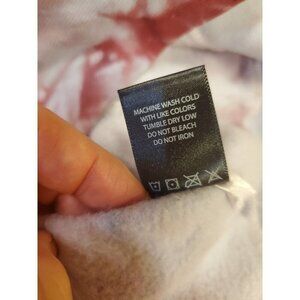 MACHINE WASH COLD
WITH LIKE COLORS
TUMBLE DRY LOW
DO NOT BLEACH
DO NOT IRON